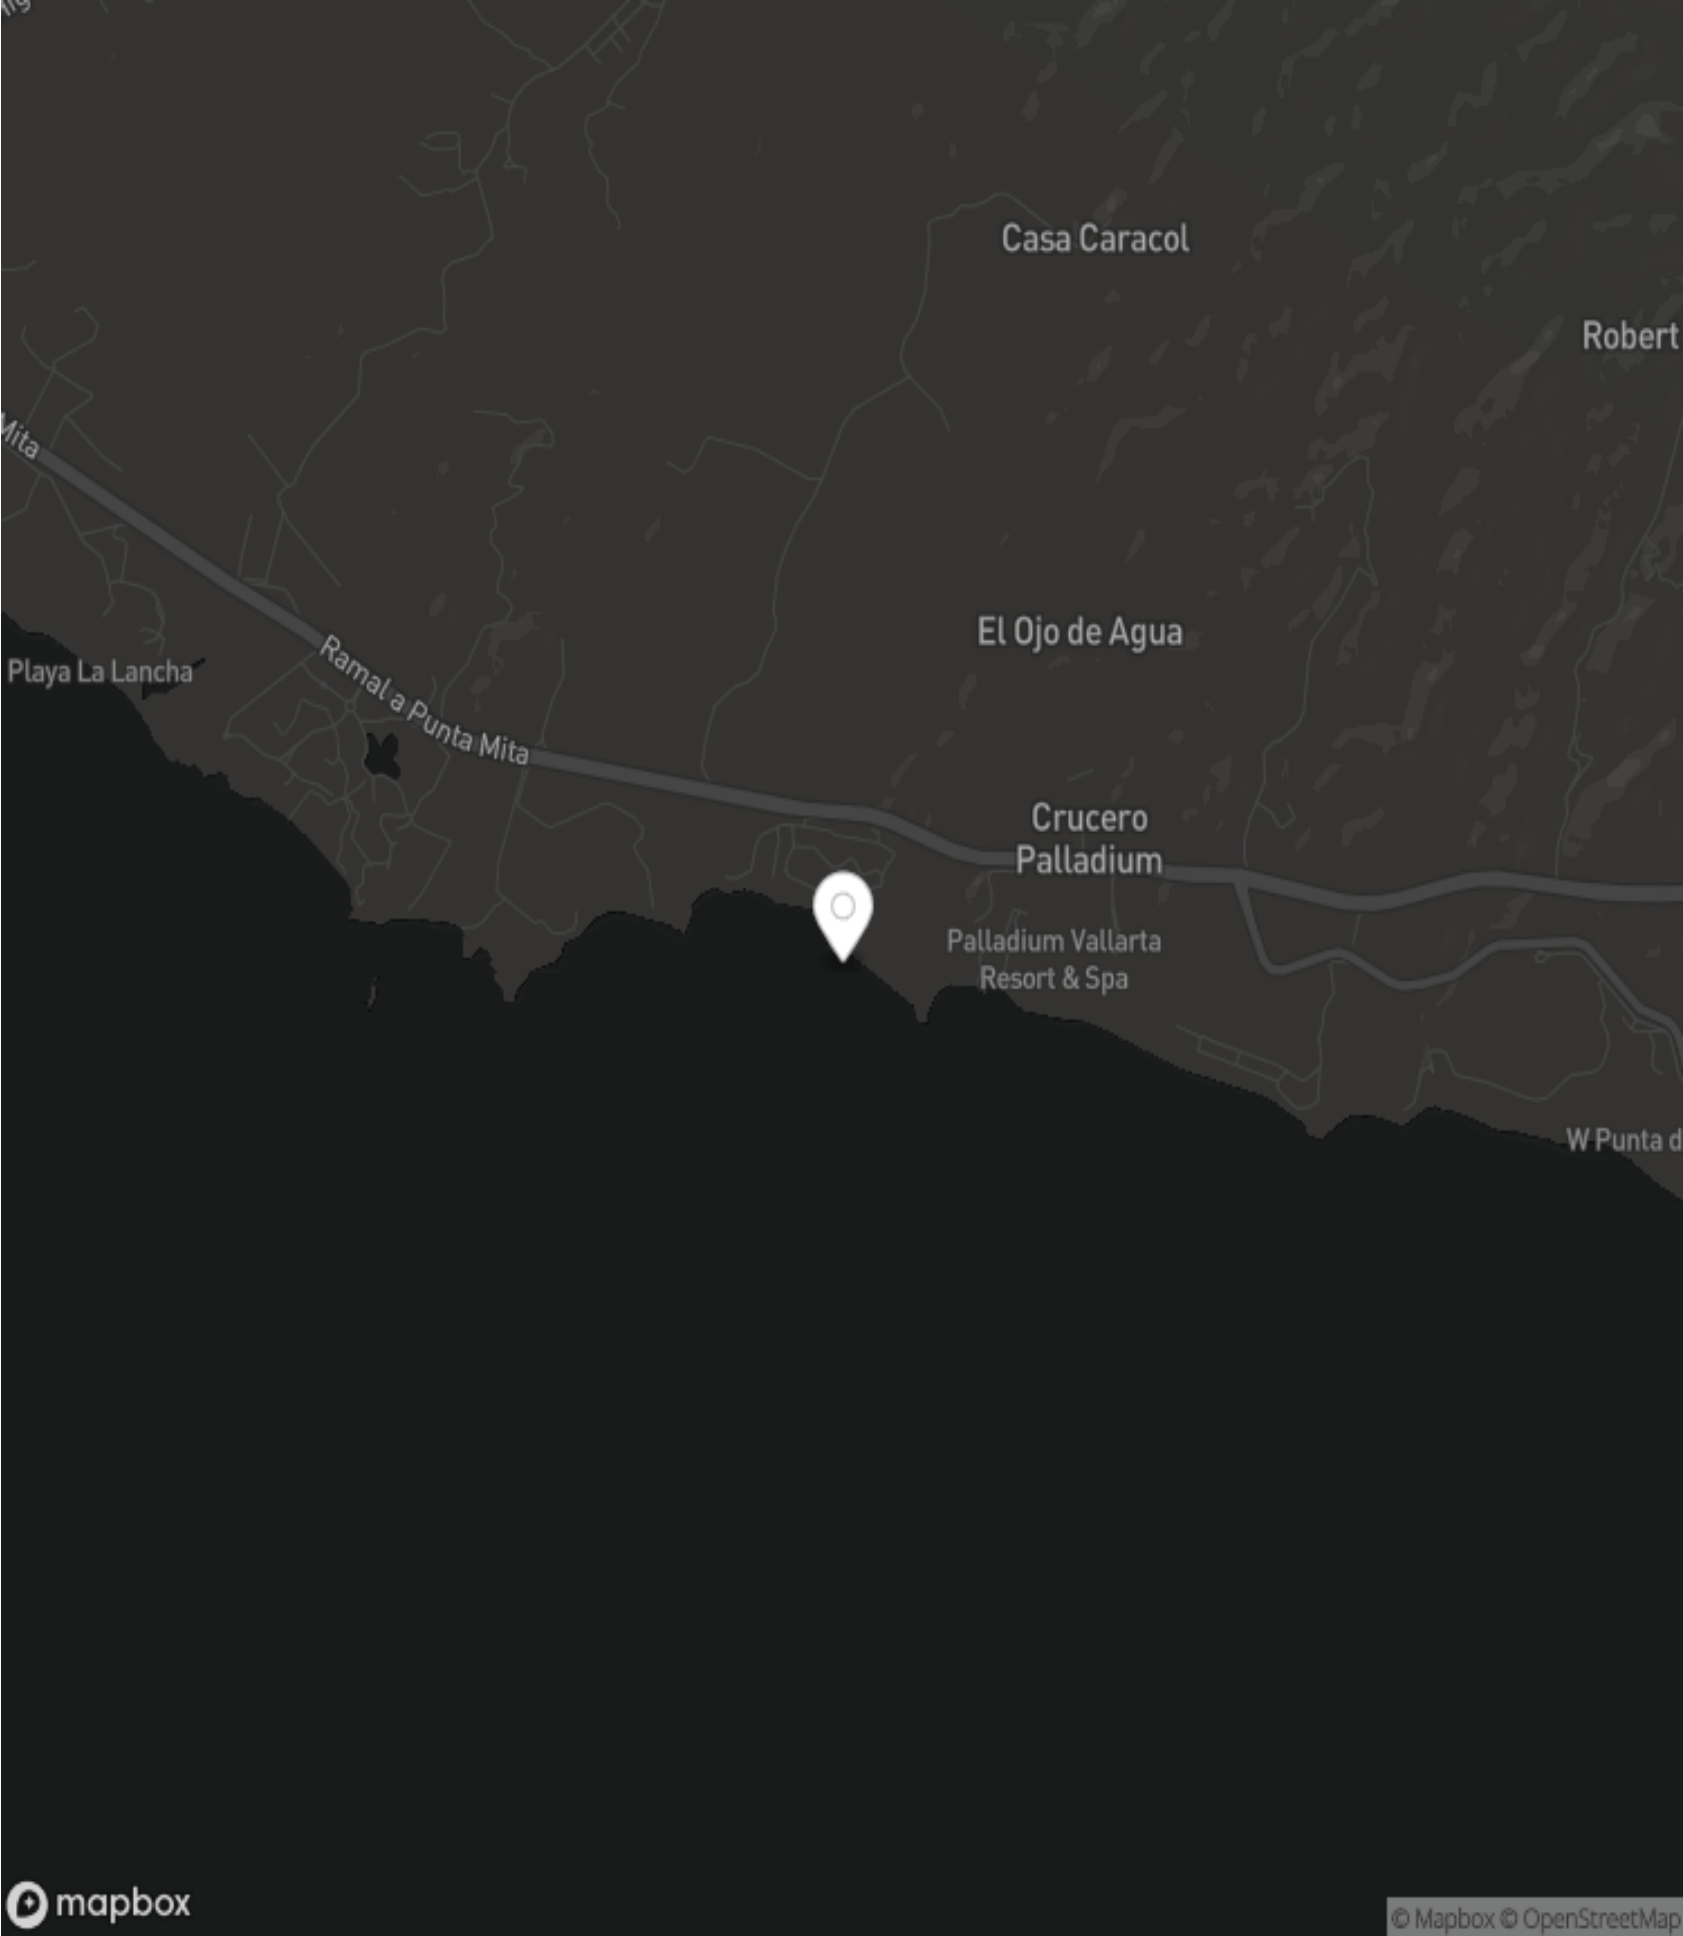 Casa Caracol
Robert
Mita
El Ojo de Agua
Playa La Lancha
Ramal a Punta Mita
Crucero
Palladium
Palladium Vallarta
Resort & Spa
W Punta d
mapbox
© Mapbox © OpenStreetMap